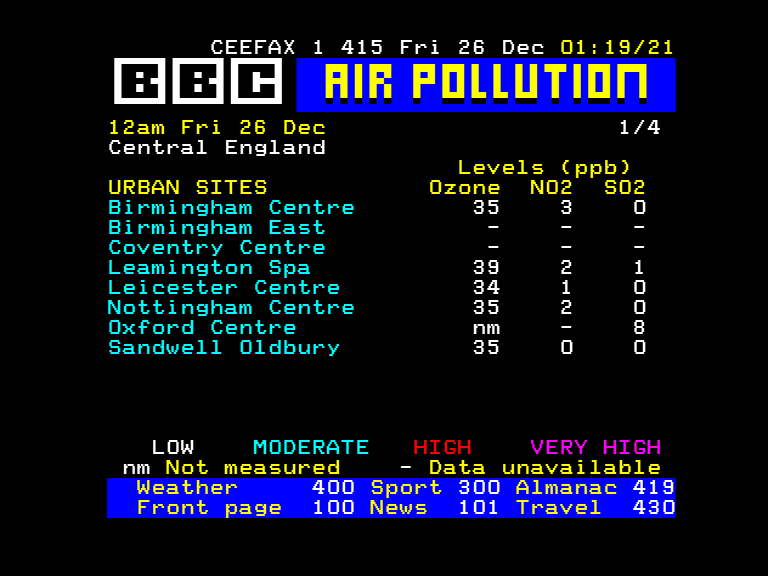 CEEFAX 1 415 Fri 26 Dec 01:19/21
BBC AIR POLLUTION
12am Fri 26 Dec 1/4
Central England
Levels (ppb)
URBAN SITES Ozone NO2 SO2
Birmingham Centre 35 3 0
Birmingham East - - -
Coventry Centre - - -
Leamington Spa 39 2 1
Leicester Centre 34 1 0
Nottingham Centre 35 2 0
Oxford Centre nm - 8
Sandwell Oldbury 35 0 0
LOW MODERATE HIGH VERY HIGH
nm Not measured - Data unavailable
Weather 400 Sport 300 Almanac 419
Front page 100 News 101 Travel 430